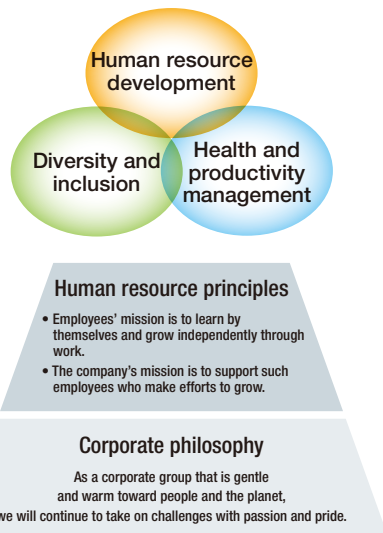 Human resource
development
Diversity and
inclusion
Health and
productivity
management
Human resource principles
• Employees’ mission is to learn by
themselves and grow independently through
work.
• The company’s mission is to support such
employees who make efforts to grow.
Corporate philosophy
As a corporate group that is gentle
and warm toward people and the planet,
we will continue to take on challenges with passion and pride.